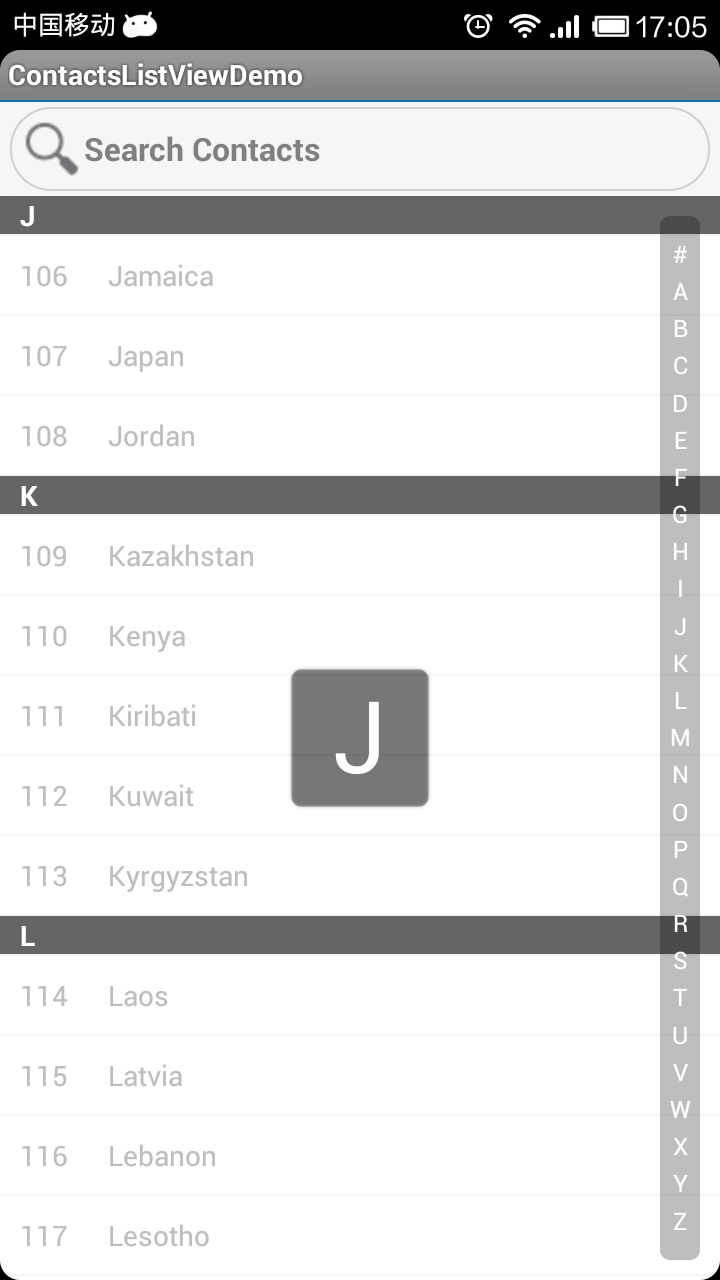 中国移动 17:05
ContactsListViewDemo
Search Contacts
J
106 Jamaica
107 Japan
108 Jordan
K
109 Kazakhstan
110 Kenya
111 Kiribati
112 Kuwait
113 Kyrgyzstan
L
114 Laos
115 Latvia
116 Lebanon
117 Lesotho
J
#
A
B
C
D
E
F
G
H
I
J
K
L
M
N
O
P
Q
R
S
T
U
V
W
X
Y
Z